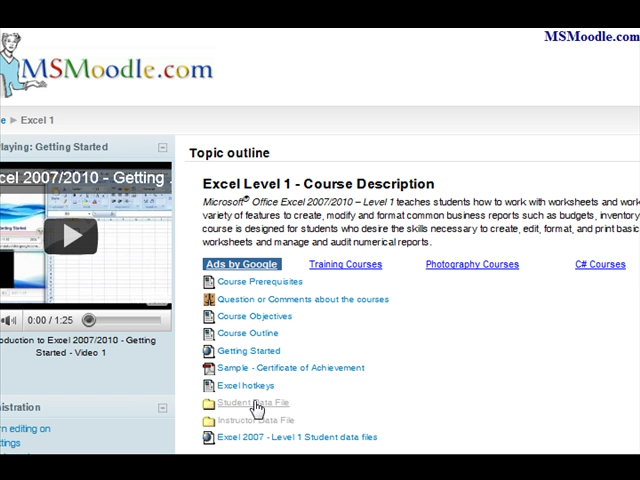 MSMoodle.com
MSMoodle.com
e ► Excel 1
Playing: Getting Started
cel 2007/2010 - Getting ...
0:00 / 1:25
oduction to Excel 2007/2010 - Getting
Started - Video 1
nistration
rn editing on
ttings
Topic outline
Excel Level 1 - Course Description
Microsoft® Office Excel 2007/2010 – Level 1 teaches students how to work with worksheets and work
variety of features to create, modify and format common business reports such as budgets, inventory
course is designed for students who desire the skills necessary to create, edit, format, and print basic
worksheets and manage and audit numerical reports.
Ads by Google Training Courses Photography Courses C# Courses
Course Prerequisites
Question or Comments about the courses
Course Objectives
Course Outline
Getting Started
Sample - Certificate of Achievement
Excel hotkeys
Student Data File
Instructor Data File
Excel 2007 - Level 1 Student data files